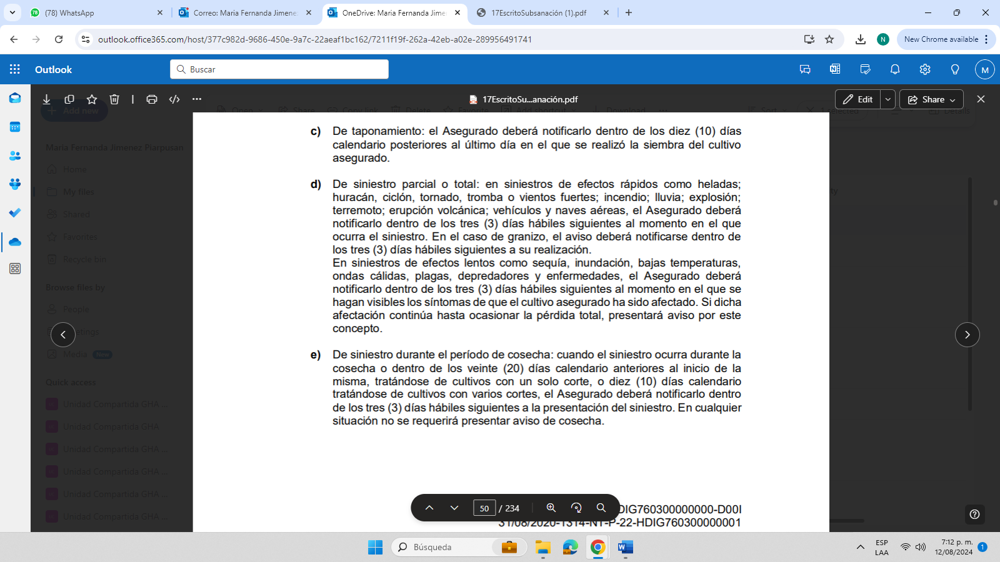 (78) WhatsApp
Correo: Maria Fernanda Jimene
OneDrive: Maria Fernanda Jime
17EscritoSubsanación (1).pdf
outlook.office365.com/host/377c982d-9686-450e-9a7c-22aeaf1bc162/7211f19f-262a-42eb-a02e-289956491741
N
New Chrome available
Outlook
Buscar
M
17EscritoSu...anación.pdf
Edit
Share
Add new
Open
Share
Copy link
Delete
Favorite
Add shortcut
Download
Sort
1 selected
Details
Maria Fernanda Jimenez Piarpusan
Home
My files
Shared
Favorites
Recycle bin
Browse files by
People
Media New
Quick access
Unidad Compartida GHA ...
Unidad Compartida GHA
Unidad Compartida GHA ...
Unidad Compartida GHA ...
Unidad Compartida GHA ...
Unidad Compartida GHA ...
c) De taponamiento: el Asegurado deberá notificarlo dentro de los diez (10) días
calendario posteriores al último día en el que se realizó la siembra del cultivo
asegurado.
d) De siniestro parcial o total: en siniestros de efectos rápidos como heladas;
huracán, ciclón, tornado, tromba o vientos fuertes; incendio; lluvia; explosión;
terremoto; erupción volcánica; vehículos y naves aéreas, el Asegurado deberá
notificarlo dentro de los tres (3) días hábiles siguientes al momento en el que
ocurra el siniestro. En el caso de granizo, el aviso deberá notificarse dentro de
los tres (3) días hábiles siguientes a su realización.
En siniestros de efectos lentos como sequía, inundación, bajas temperaturas,
ondas cálidas, plagas, depredadores y enfermedades, el Asegurado deberá
notificarlo dentro de los tres (3) días hábiles siguientes al momento en el que se
hagan visibles los síntomas de que el cultivo asegurado ha sido afectado. Si dicha
afectación continúa hasta ocasionar la pérdida total, presentará aviso por este
concepto.
e) De siniestro durante el período de cosecha: cuando el siniestro ocurra durante la
cosecha o dentro de los veinte (20) días calendario anteriores al inicio de la
misma, tratándose de cultivos con un solo corte, o diez (10) días calendario
tratándose de cultivos con varios cortes, el Asegurado deberá notificarlo dentro
de los tres (3) días hábiles siguientes a la presentación del siniestro. En cualquier
situación no se requerirá presentar aviso de cosecha.
DIG760300000000-D00I
31/08/2020-1314-NT-P-22-HDIG760300000001
50 / 234
Búsqueda
ESP
LAA
7:12 p. m.
12/08/2024
1